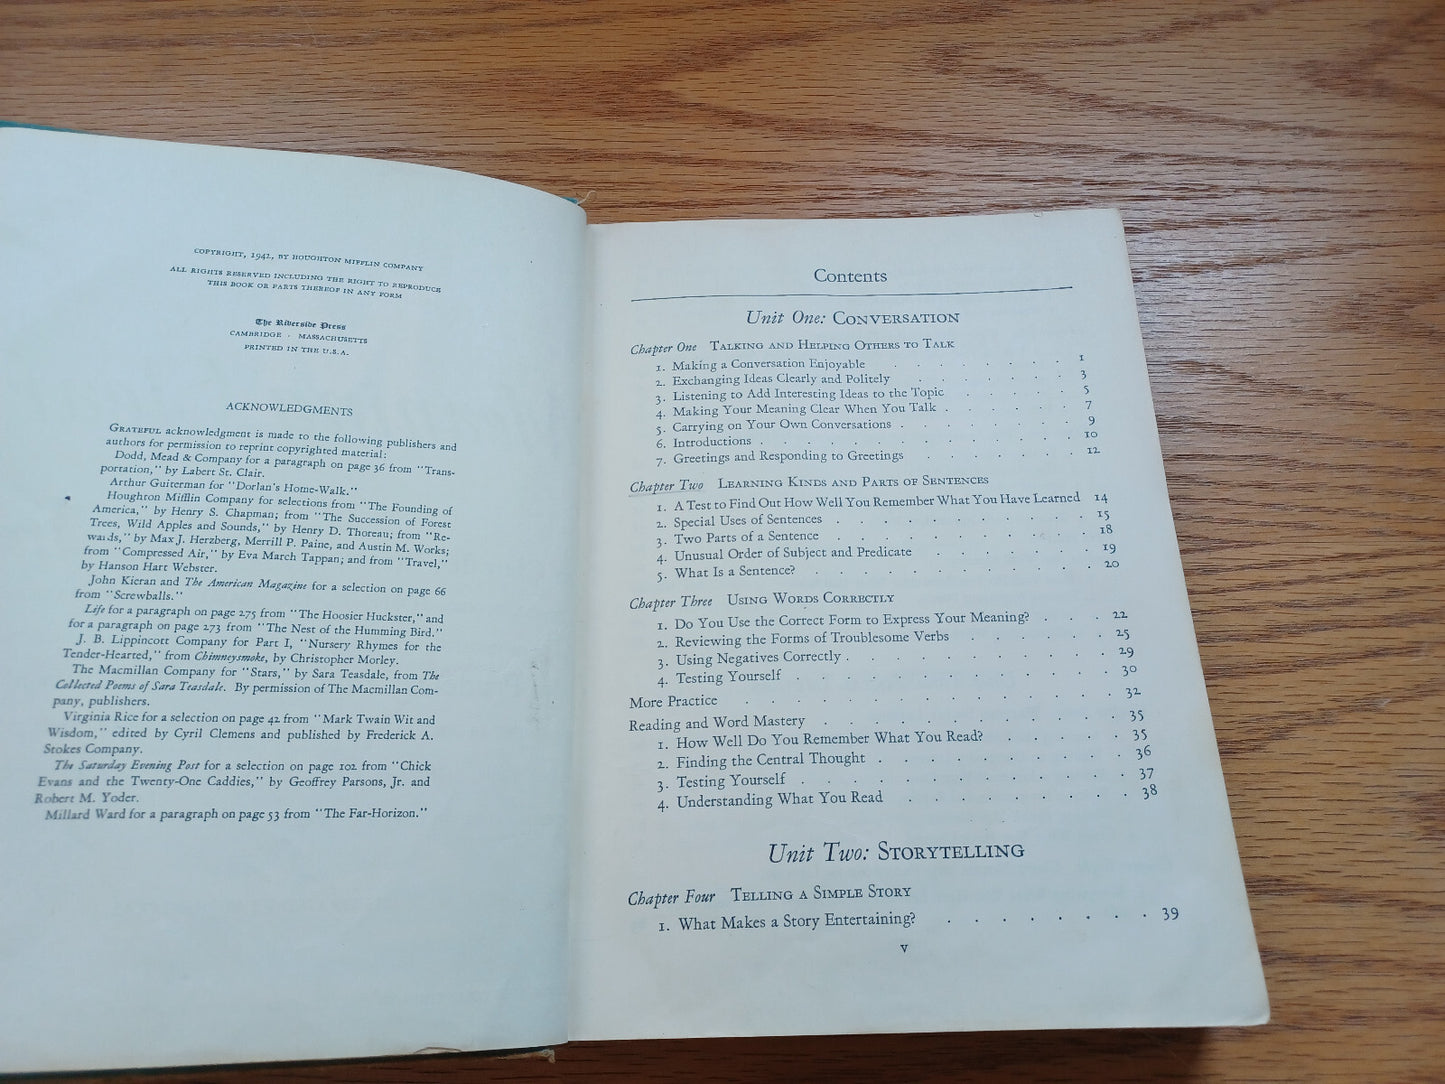 COPYRIGHT, 1942, BY HOUGHTON MIFFLIN COMPANY
ALL RIGHTS RESERVED INCLUDING THE RIGHT TO REPRODUCE
THIS BOOK OR PARTS THEREOF IN ANY FORM
The Riverside Press
CAMBRIDGE · MASSACHUSETTS
PRINTED IN THE U.S.A.
ACKNOWLEDGMENTS
GRATEFUL acknowledgment is made to the following publishers and
authors for permission to reprint copyrighted material:
Dodd, Mead & Company for a paragraph on page 36 from "Trans-
portation," by Labert St. Clair.
Arthur Guiterman for "Dorlan's Home-Walk."
Houghton Mifflin Company for selections from "The Founding of
America," by Henry S. Chapman; from "The Succession of Forest
Trees, Wild Apples and Sounds," by Henry D. Thoreau; from "Re-
wards," by Max J. Herzberg, Merrill P. Paine, and Austin M. Works;
from "Compressed Air," by Eva March Tappan; and from "Travel,"
by Hanson Hart Webster.
John Kieran and The American Magazine for a selection on page 66
from "Screwballs."
Life for a paragraph on page 275 from "The Hoosier Huckster," and
for a paragraph on page 273 from "The Nest of the Humming Bird."
J. B. Lippincott Company for Part I, "Nursery Rhymes for the
Tender-Hearted," from Chimneysmoke, by Christopher Morley.
The Macmillan Company for "Stars," by Sara Teasdale, from The
Collected Poems of Sara Teasdale. By permission of The Macmillan Com-
pany, publishers.
Virginia Rice for a selection on page 42 from "Mark Twain Wit and
Wisdom," edited by Cyril Clemens and published by Frederick A.
Stokes Company.
The Saturday Evening Post for a selection on page 102 from "Chick
Evans and the Twenty-One Caddies," by Geoffrey Parsons, Jr. and
Robert M. Yoder.
Millard Ward for a paragraph on page 53 from "The Far-Horizon."
Contents
Unit One: CONVERSATION
Chapter One TALKING AND HELPING OTHERS TO TALK
1. Making a Conversation Enjoyable . . . . . . . 1
2. Exchanging Ideas Clearly and Politely . . . . . . 3
3. Listening to Add Interesting Ideas to the Topic . . . . 5
4. Making Your Meaning Clear When You Talk . . . . . 7
5. Carrying on Your Own Conversations . . . . . . 9
6. Introductions . . . . . . . . . . 10
7. Greetings and Responding to Greetings . . . . . . 12
Chapter Two LEARNING KINDS AND PARTS OF SENTENCES
1. A Test to Find Out How Well You Remember What You Have Learned 14
2. Special Uses of Sentences . . . . . . . . 15
3. Two Parts of a Sentence . . . . . . . . 18
4. Unusual Order of Subject and Predicate . . . . . 19
5. What Is a Sentence? . . . . . . . . . 20
Chapter Three USING WORDS CORRECTLY
1. Do You Use the Correct Form to Express Your Meaning? . . . 22
2. Reviewing the Forms of Troublesome Verbs . . . . . 25
3. Using Negatives Correctly . . . . . . . . 29
4. Testing Yourself . . . . . . . . . 30
More Practice . . . . . . . . . . 32
Reading and Word Mastery . . . . . . . . 35
1. How Well Do You Remember What You Read? . . . . 35
2. Finding the Central Thought . . . . . . . 36
3. Testing Yourself . . . . . . . . . 37
4. Understanding What You Read . . . . . . . 38
Unit Two: STORYTELLING
Chapter Four TELLING A SIMPLE STORY
1. What Makes a Story Entertaining? . . . . . . 39
v